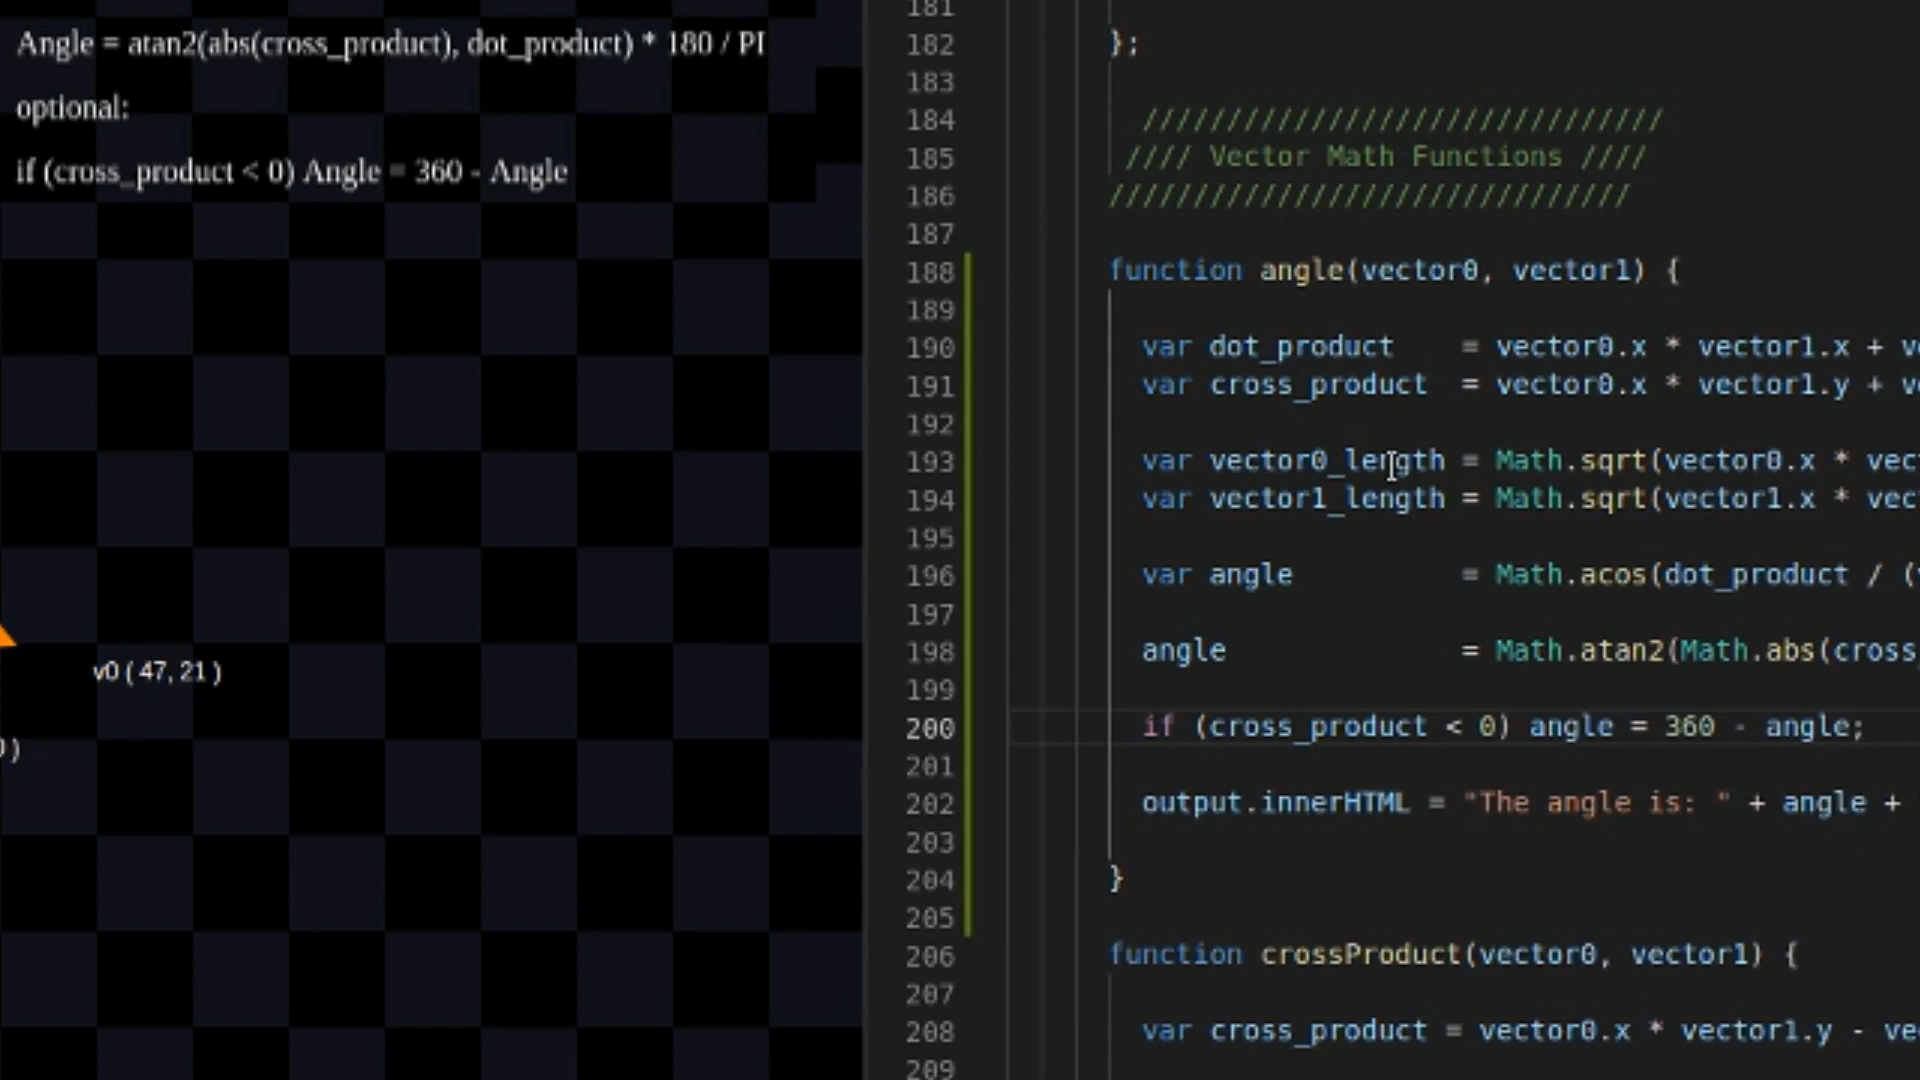 Angle = atan2(abs(cross_product), dot_product) * 180 / PI
optional:
if (cross_product < 0) Angle = 360 - Angle
v0 ( 47, 21 )
0 )
181
182 };
183
184 ///////////////////////////////
185 //// Vector Math Functions ////
186 ///////////////////////////////
187
188 function angle(vector0, vector1) {
189
190 var dot_product = vector0.x * vector1.x +
191 var cross_product = vector0.x * vector1.y +
192
193 var vector0_length = Math.sqrt(vector0.x * vec
194 var vector1_length = Math.sqrt(vector1.x * vec
195
196 var angle = Math.acos(dot_product / (
197
198 angle = Math.atan2(Math.abs(cross
199
200 if (cross_product < 0) angle = 360 - angle;
201
202 output.innerHTML = "The angle is: " + angle +
203
204 }
205
206 function crossProduct(vector0, vector1) {
207
208 var cross_product = vector0.x * vector1.y - ve
209